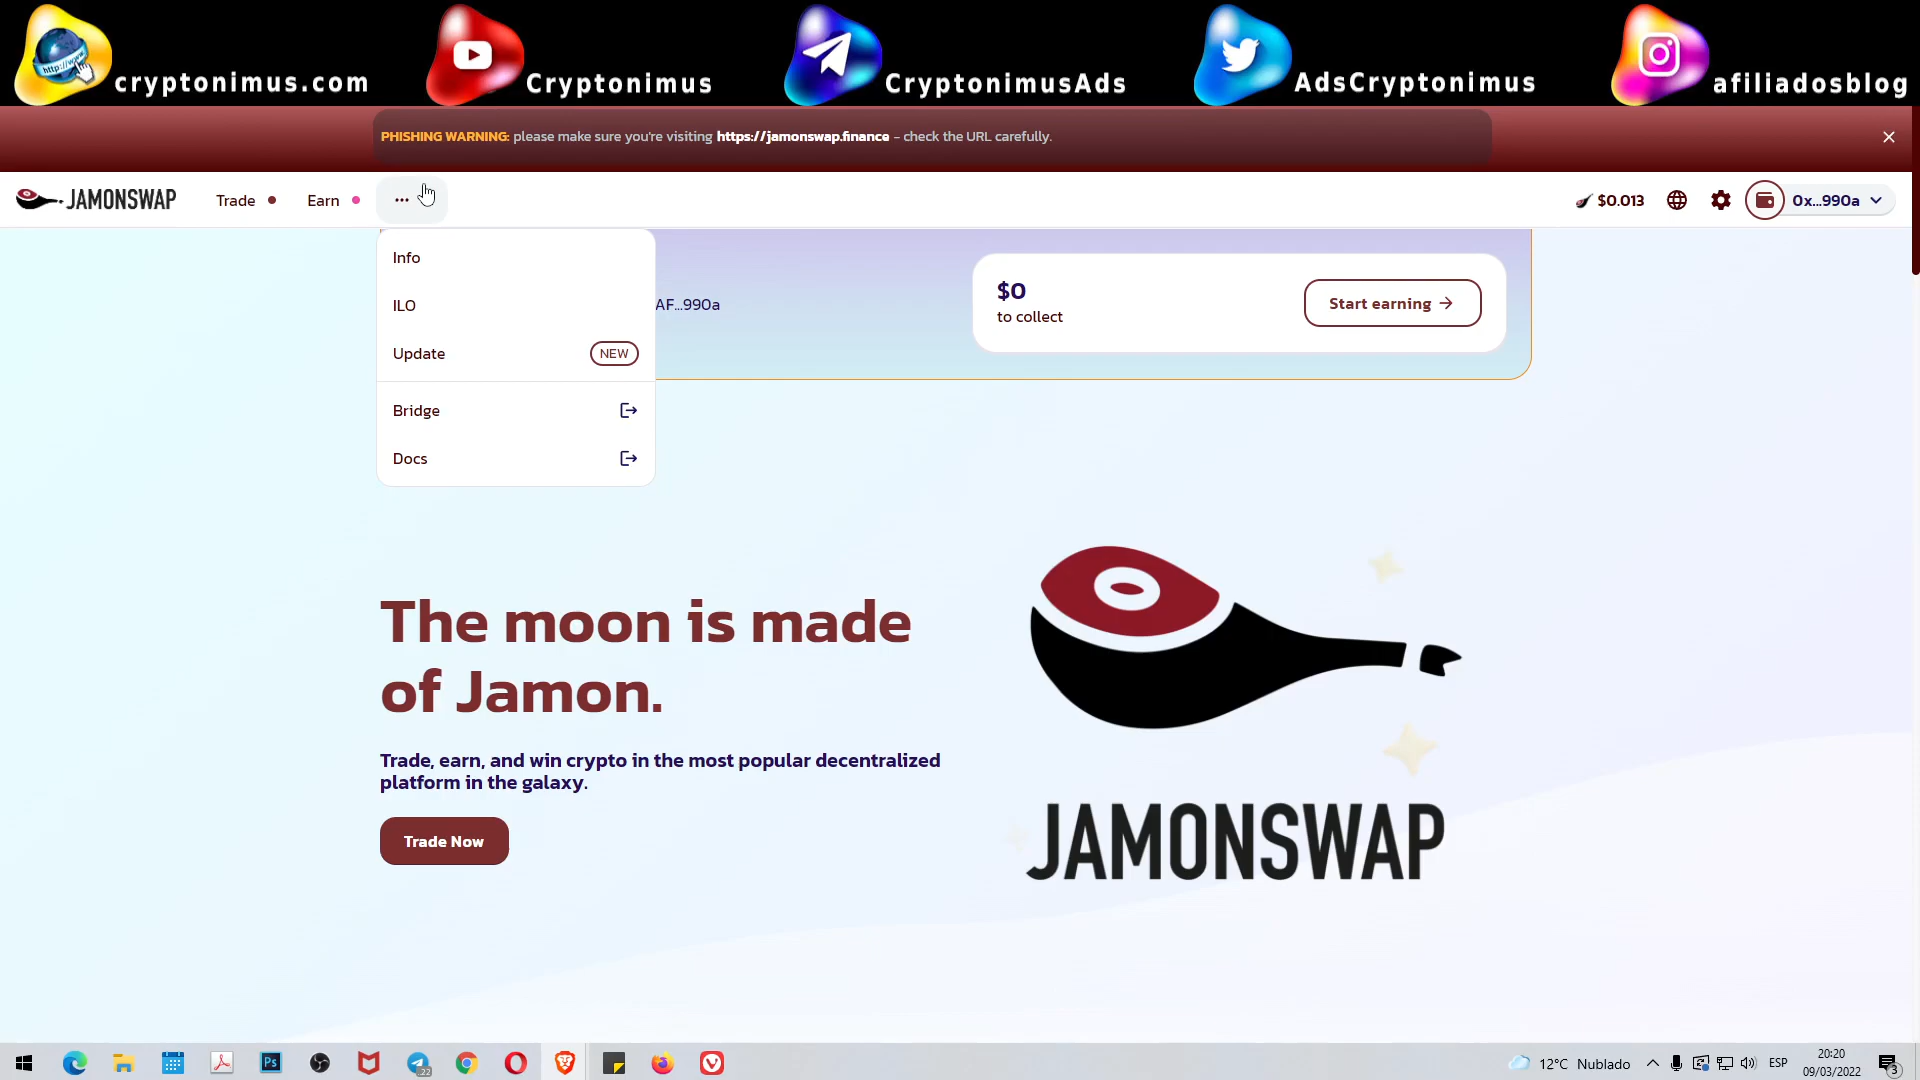 cryptonimus.com
Cryptonimus
CryptonimusAds
AdsCryptonimus
afiliadosblog
PHISHING WARNING: please make sure you're visiting https://jamonswap.finance - check the URL carefully.
JAMONSWAP
Trade
Earn
$0.013
0x...990a
Info
ILO
Update NEW
Bridge
Docs
AF...990a
$0
to collect
Start earning
The moon is made
of Jamon.
Trade, earn, and win crypto in the most popular decentralized
platform in the galaxy.
Trade Now
JAMONSWAP
Ps
22
12°C Nublado
ESP
20:20
09/03/2022
3